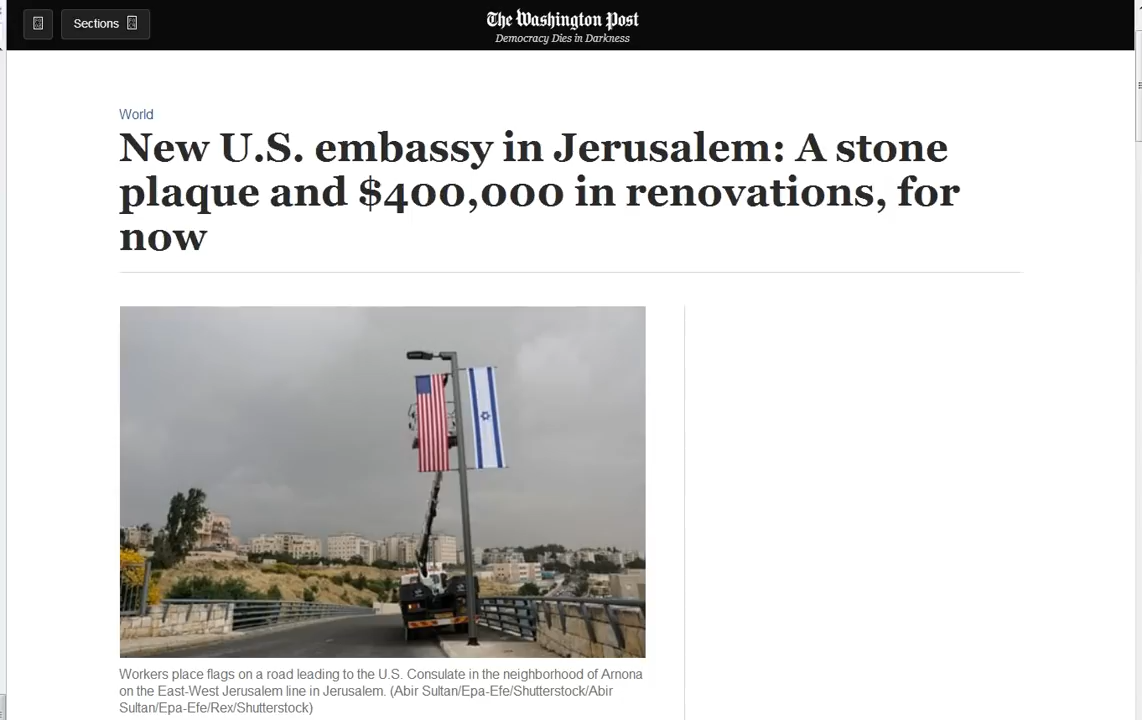 Sections
The Washington Post
Democracy Dies in Darkness
World
New U.S. embassy in Jerusalem: A stone
plaque and $400,000 in renovations, for
now
Workers place flags on a road leading to the U.S. Consulate in the neighborhood of Arnona
on the East-West Jerusalem line in Jerusalem. (Abir Sultan/Epa-Efe/Shutterstock/Abir
Sultan/Epa-Efe/Rex/Shutterstock)